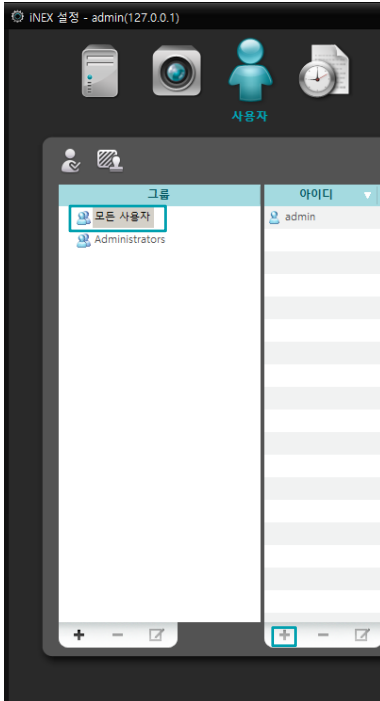 iNEX 설정 - admin(127.0.0.1)
사용자
그룹
아이디
모든 사용자
admin
Administrators